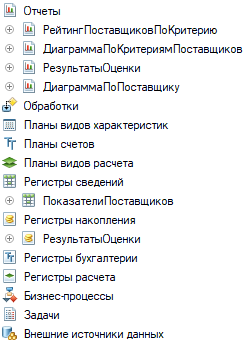 Отчеты
РейтингПоставщиковПоКритерию
ДиаграммаПоКритериямПоставщиков
РезультатыОценки
ДиаграммаПоПоставщику
Обработки
Планы видов характеристик
Планы счетов
Планы видов расчета
Регистры сведений
ПоказателиПоставщиков
Регистры накопления
РезультатыОценки
Регистры бухгалтерии
Регистры расчета
Бизнес-процессы
Задачи
Внешние источники данных